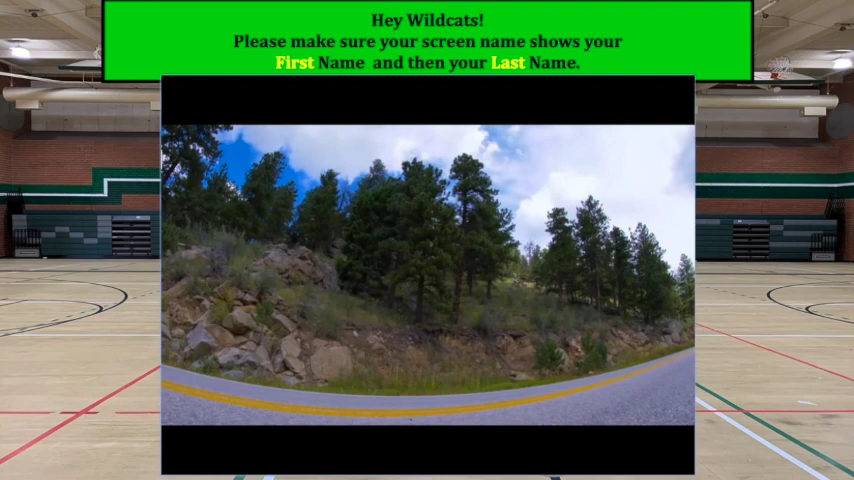 Hey Wildcats!
Please make sure your screen name shows your
First Name and then your Last Name.